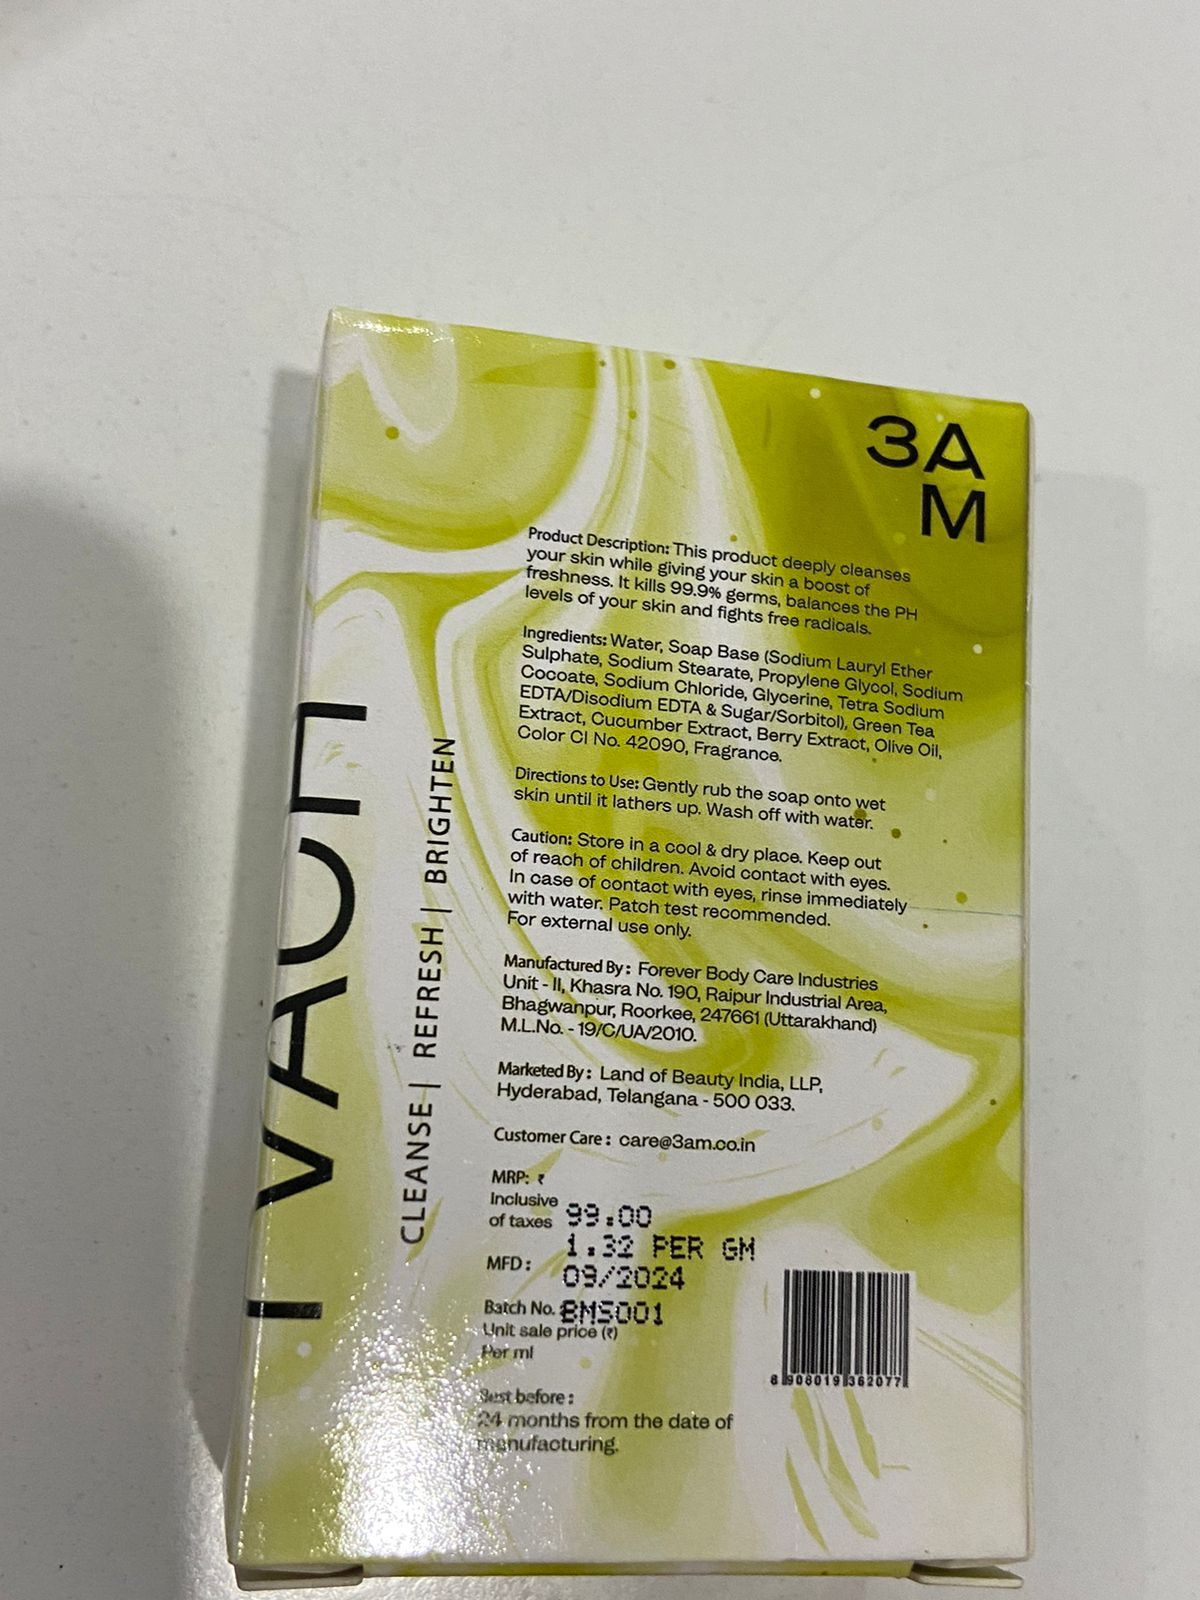 3A
M
Product Description: This product deeply cleanses
your skin while giving your skin a boost of
freshness. It kills 99.9% germs, balances the PH
levels of your skin and fights free radicals.
Ingredients: Water, Soap Base (Sodium Lauryl Ether
Sulphate, Sodium Stearate, Propylene Glycol, Sodium
Cocoate, Sodium Chloride, Glycerine, Tetra Sodium
EDTA/Disodium EDTA & Sugar/Sorbitol), Green Tea
Extract, Cucumber Extract, Berry Extract, Olive Oil,
Color CI No. 42090, Fragrance.
Directions to Use: Gently rub the soap onto wet
skin until it lathers up. Wash off with water.
Caution: Store in a cool & dry place. Keep out
of reach of children. Avoid contact with eyes.
In case of contact with eyes, rinse immediately
with water. Patch test recommended.
For external use only.
Manufactured By : Forever Body Care Industries
Unit - II, Khasra No. 190, Raipur Industrial Area,
Bhagwanpur, Roorkee, 247661 (Uttarakhand)
M.L.No. - 19/C/UA/2010.
Marketed By : Land of Beauty India, LLP,
Hyderabad, Telangana - 500 033.
Customer Care : care@3am.co.in
MRP: ₹
Inclusive
of taxes 99.00
1.32 PER GM
MFD : 09/2024
Batch No. BMS001
Unit sale price (₹)
Per ml
Best before :
24 months from the date of
manufacturing.
8 908019 362077
CLEANSE | REFRESH | BRIGHTEN